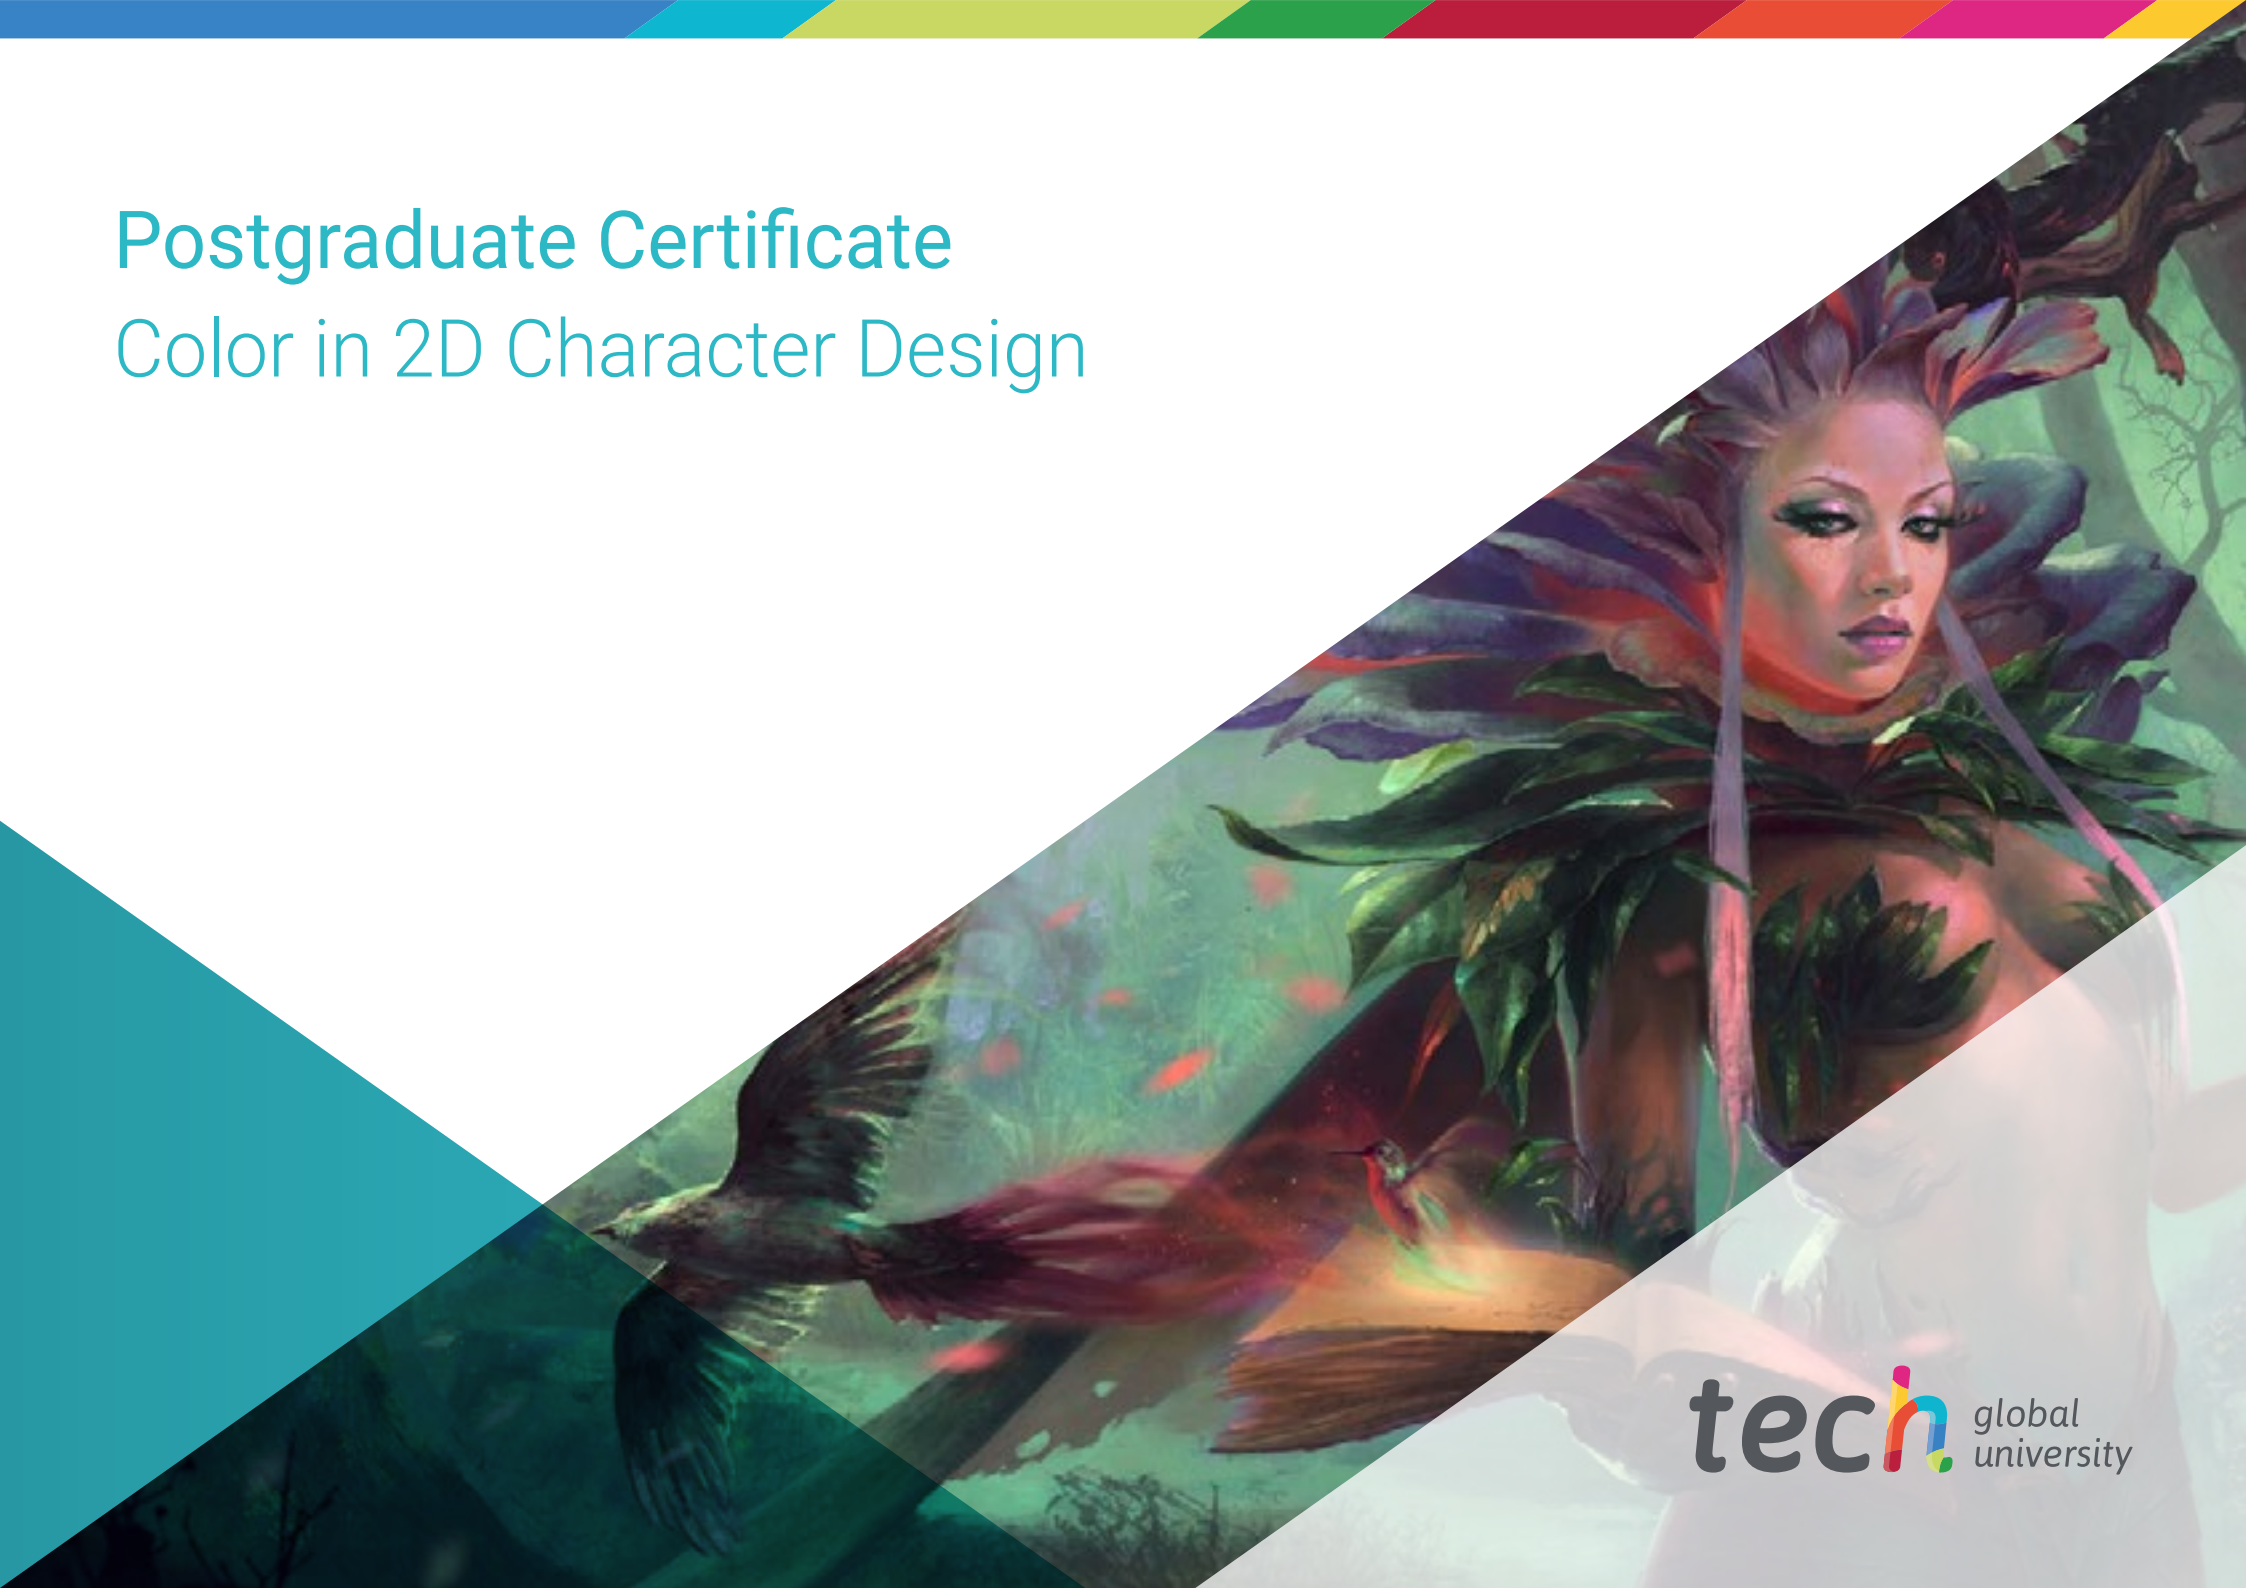 Postgraduate Certificate
Color in 2D Character Design
tech global
university